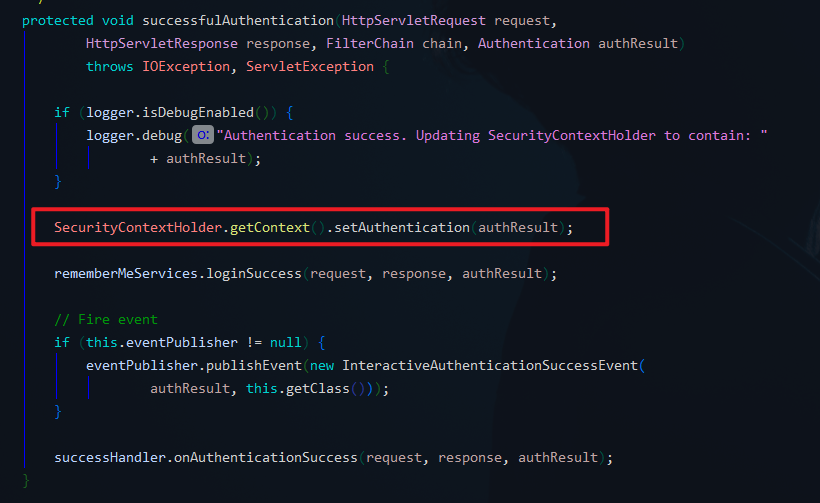 protected void successfulAuthentication(HttpServletRequest request,
HttpServletResponse response, FilterChain chain, Authentication authResult)
throws IOException, ServletException {
if (logger.isDebugEnabled()) {
logger.debug( o: "Authentication success. Updating SecurityContextHolder to contain: "
+ authResult);
}
SecurityContextHolder.getContext().setAuthentication(authResult);
rememberMeServices.loginSuccess(request, response, authResult);
// Fire event
if (this.eventPublisher != null) {
eventPublisher.publishEvent(new InteractiveAuthenticationSuccessEvent(
authResult, this.getClass()));
}
successHandler.onAuthenticationSuccess(request, response, authResult);
}